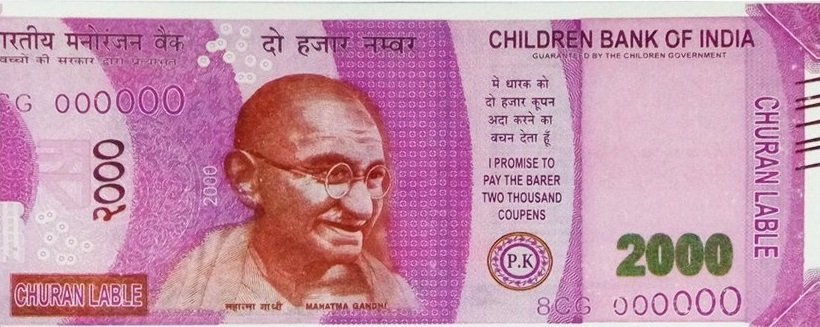 ारतीय मनोरंजन बैंक
बच्चों की सरकार द्वारा प्रत्याभूत
दो हजार नम्बर
CHILDREN BANK OF INDIA
GUARANTEED BY THE CHILDREN GOVERNMENT
8CG 000000
में धारक को
दो हजार कूपन
अदा करने का
वचन देता हूँ
I PROMISE TO
PAY THE BARER
TWO THOUSAND
COUPENS
२000
2000
CHURAN LABLE
P.K
2000
CHURAN LABLE
महात्मा गांधी
MAHATMA GANDHI
8CG 000000